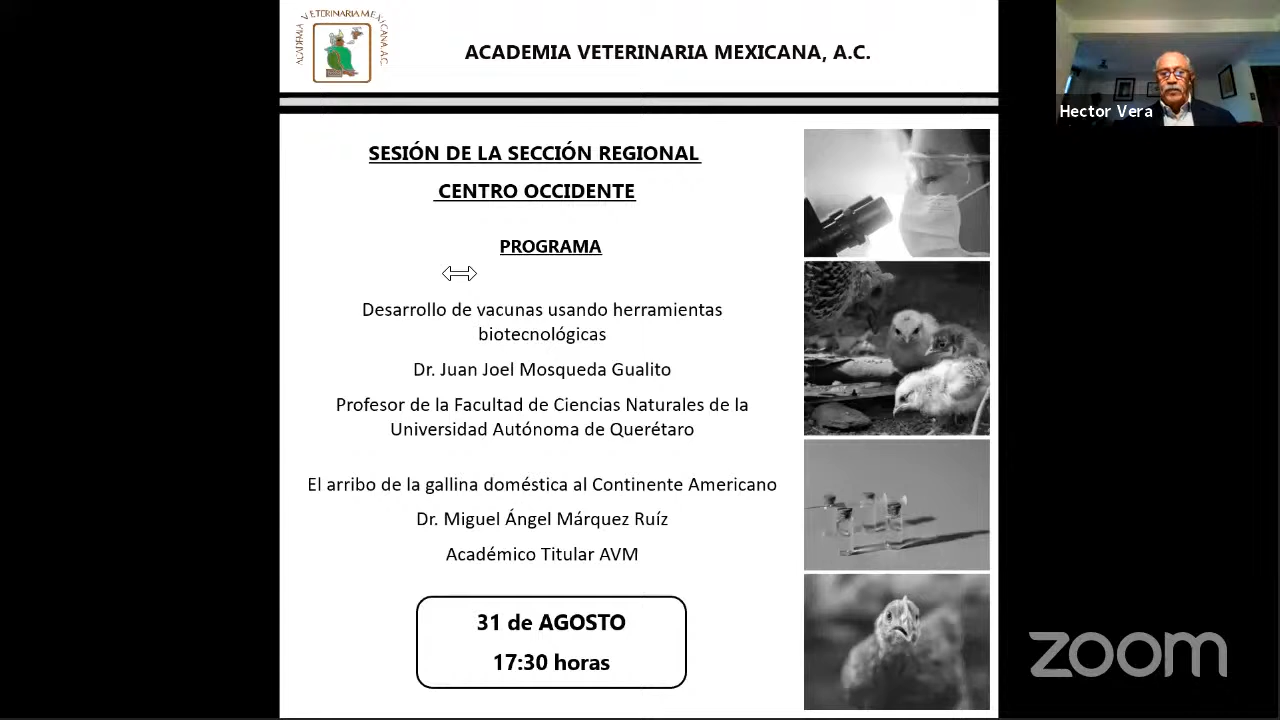 ACADEMIA VETERINARIA MEXICANA, A.C.
ACADEMIA VETERINARIA MEXICANA, A.C.
Hector Vera
SESIÓN DE LA SECCIÓN REGIONAL
CENTRO OCCIDENTE
PROGRAMA
Desarrollo de vacunas usando herramientas
biotecnológicas
Dr. Juan Joel Mosqueda Gualito
Profesor de la Facultad de Ciencias Naturales de la
Universidad Autónoma de Querétaro
El arribo de la gallina doméstica al Continente Americano
Dr. Miguel Ángel Márquez Ruíz
Académico Titular AVM
31 de AGOSTO
17:30 horas
zoom